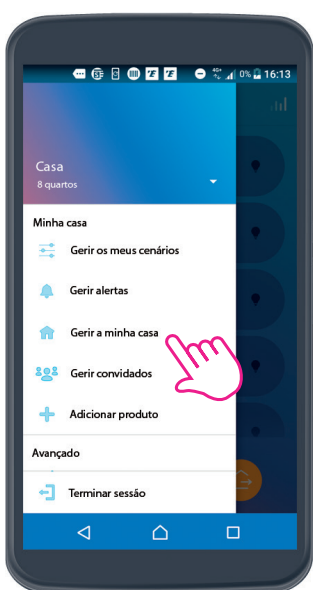 4G+ 0% 16:13
Casa
8 quartos
Minha casa
Gerir os meus cenários
Gerir alertas
Gerir a minha casa
Gerir convidados
Adicionar produto
Avançado
Terminar sessão